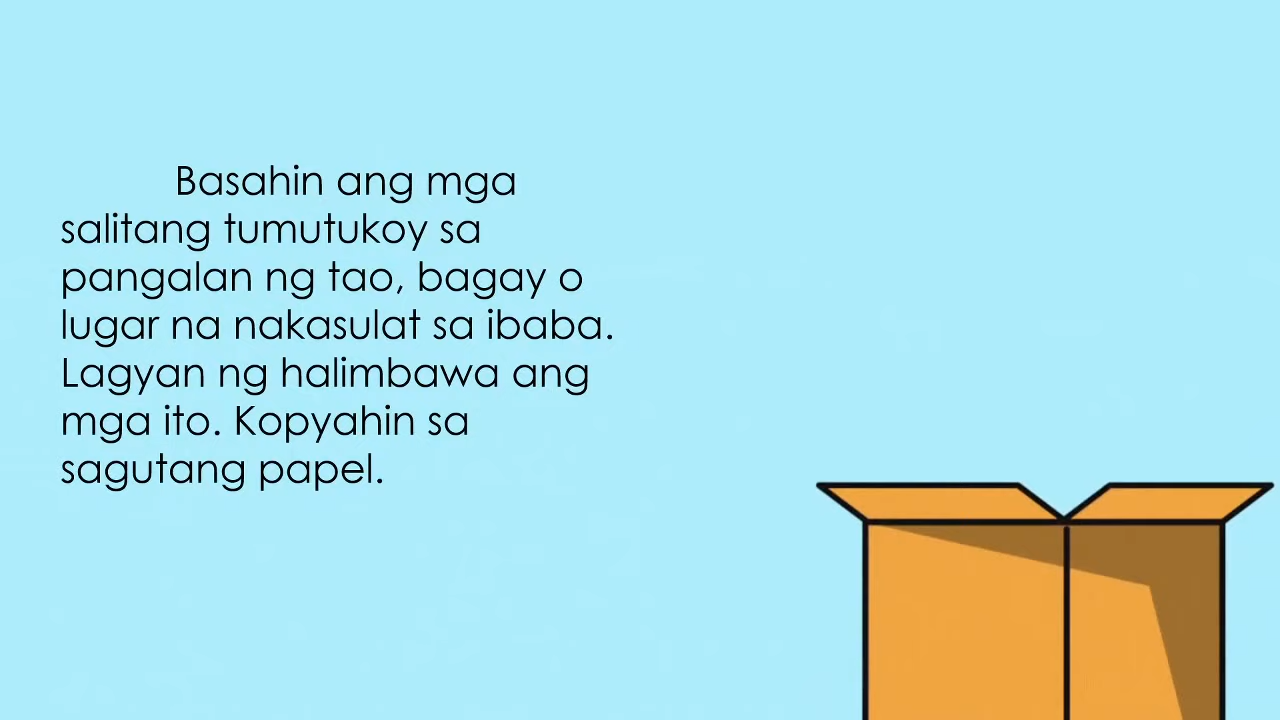 Basahin ang mga
salitang tumutukoy sa
pangalan ng tao, bagay o
lugar na nakasulat sa ibaba.
Lagyan ng halimbawa ang
mga ito. Kopyahin sa
sagutang papel.